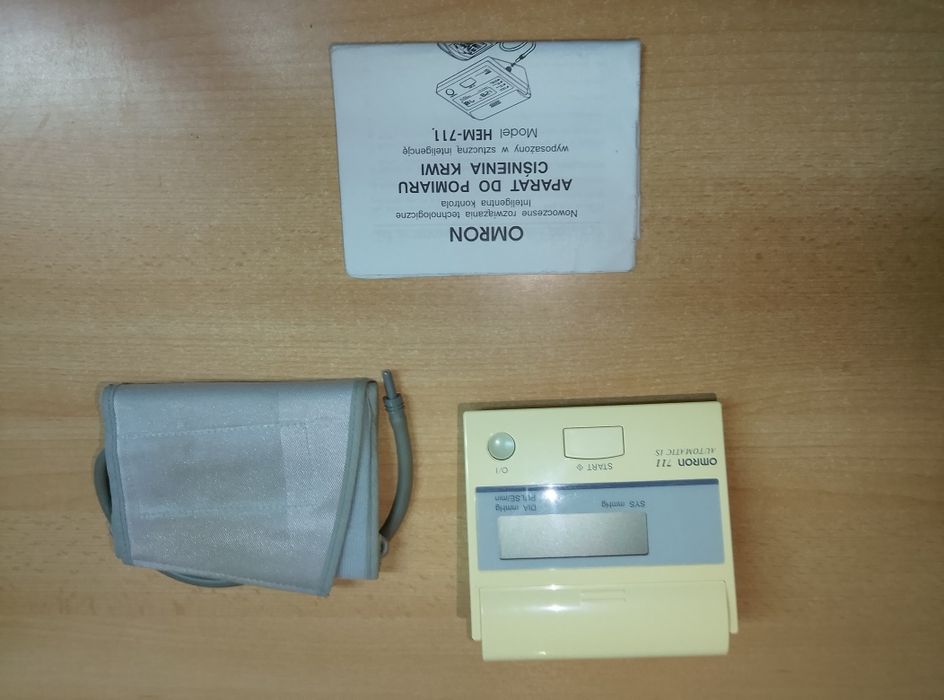 OMRON
Nowoczesne rozwiązania technologiczne
Inteligentna kontrola
APARAT DO POMIARU
CIŚNIENIA KRWI
wyposażony w sztuczną inteligencję
Model HEM-711.
OMRON 711
AUTOMATIC IS
START
O/I
SYS mmHg
DIA mmHg
PULSE/min